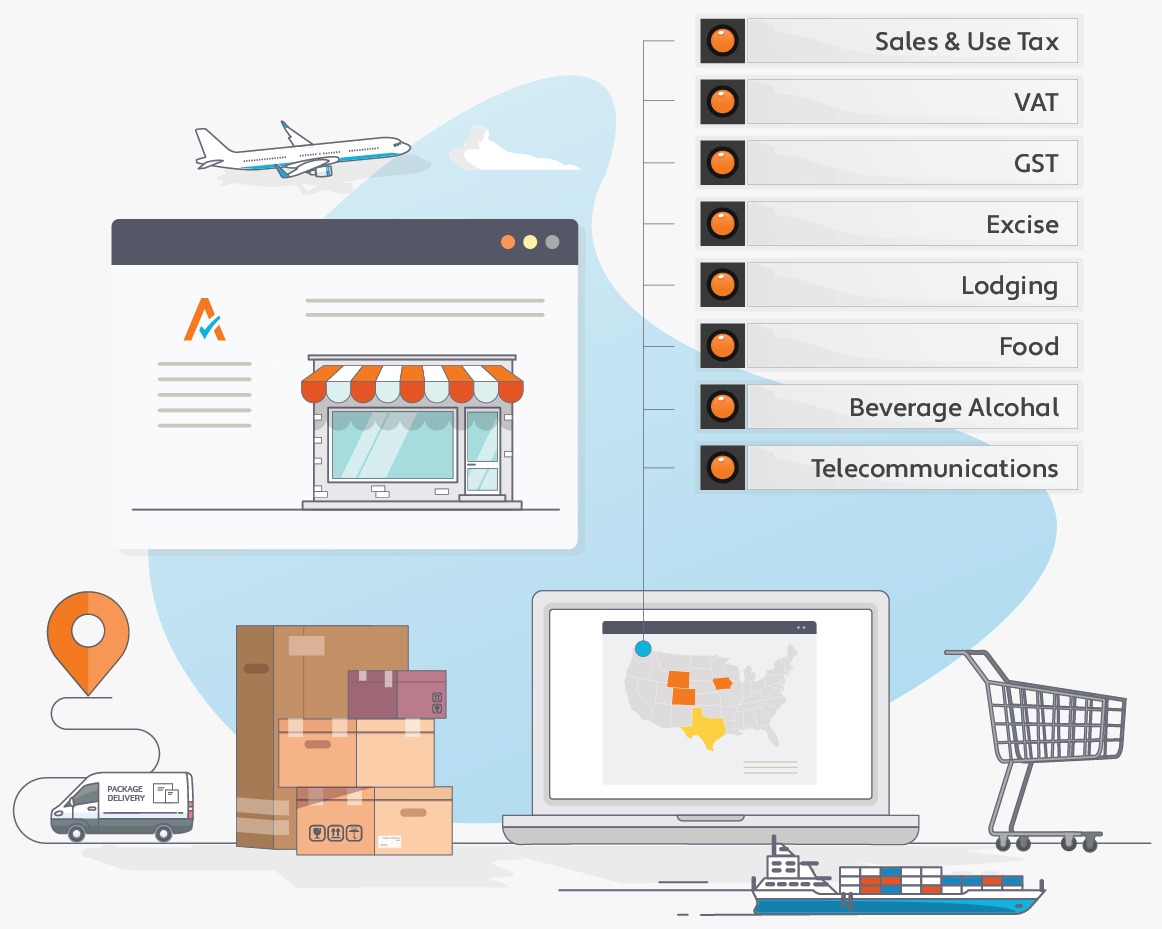 Sales & Use Tax
VAT
GST
Excise
Lodging
Food
Beverage Alcohal
Telecommunications
PACKAGE
DELIVERY